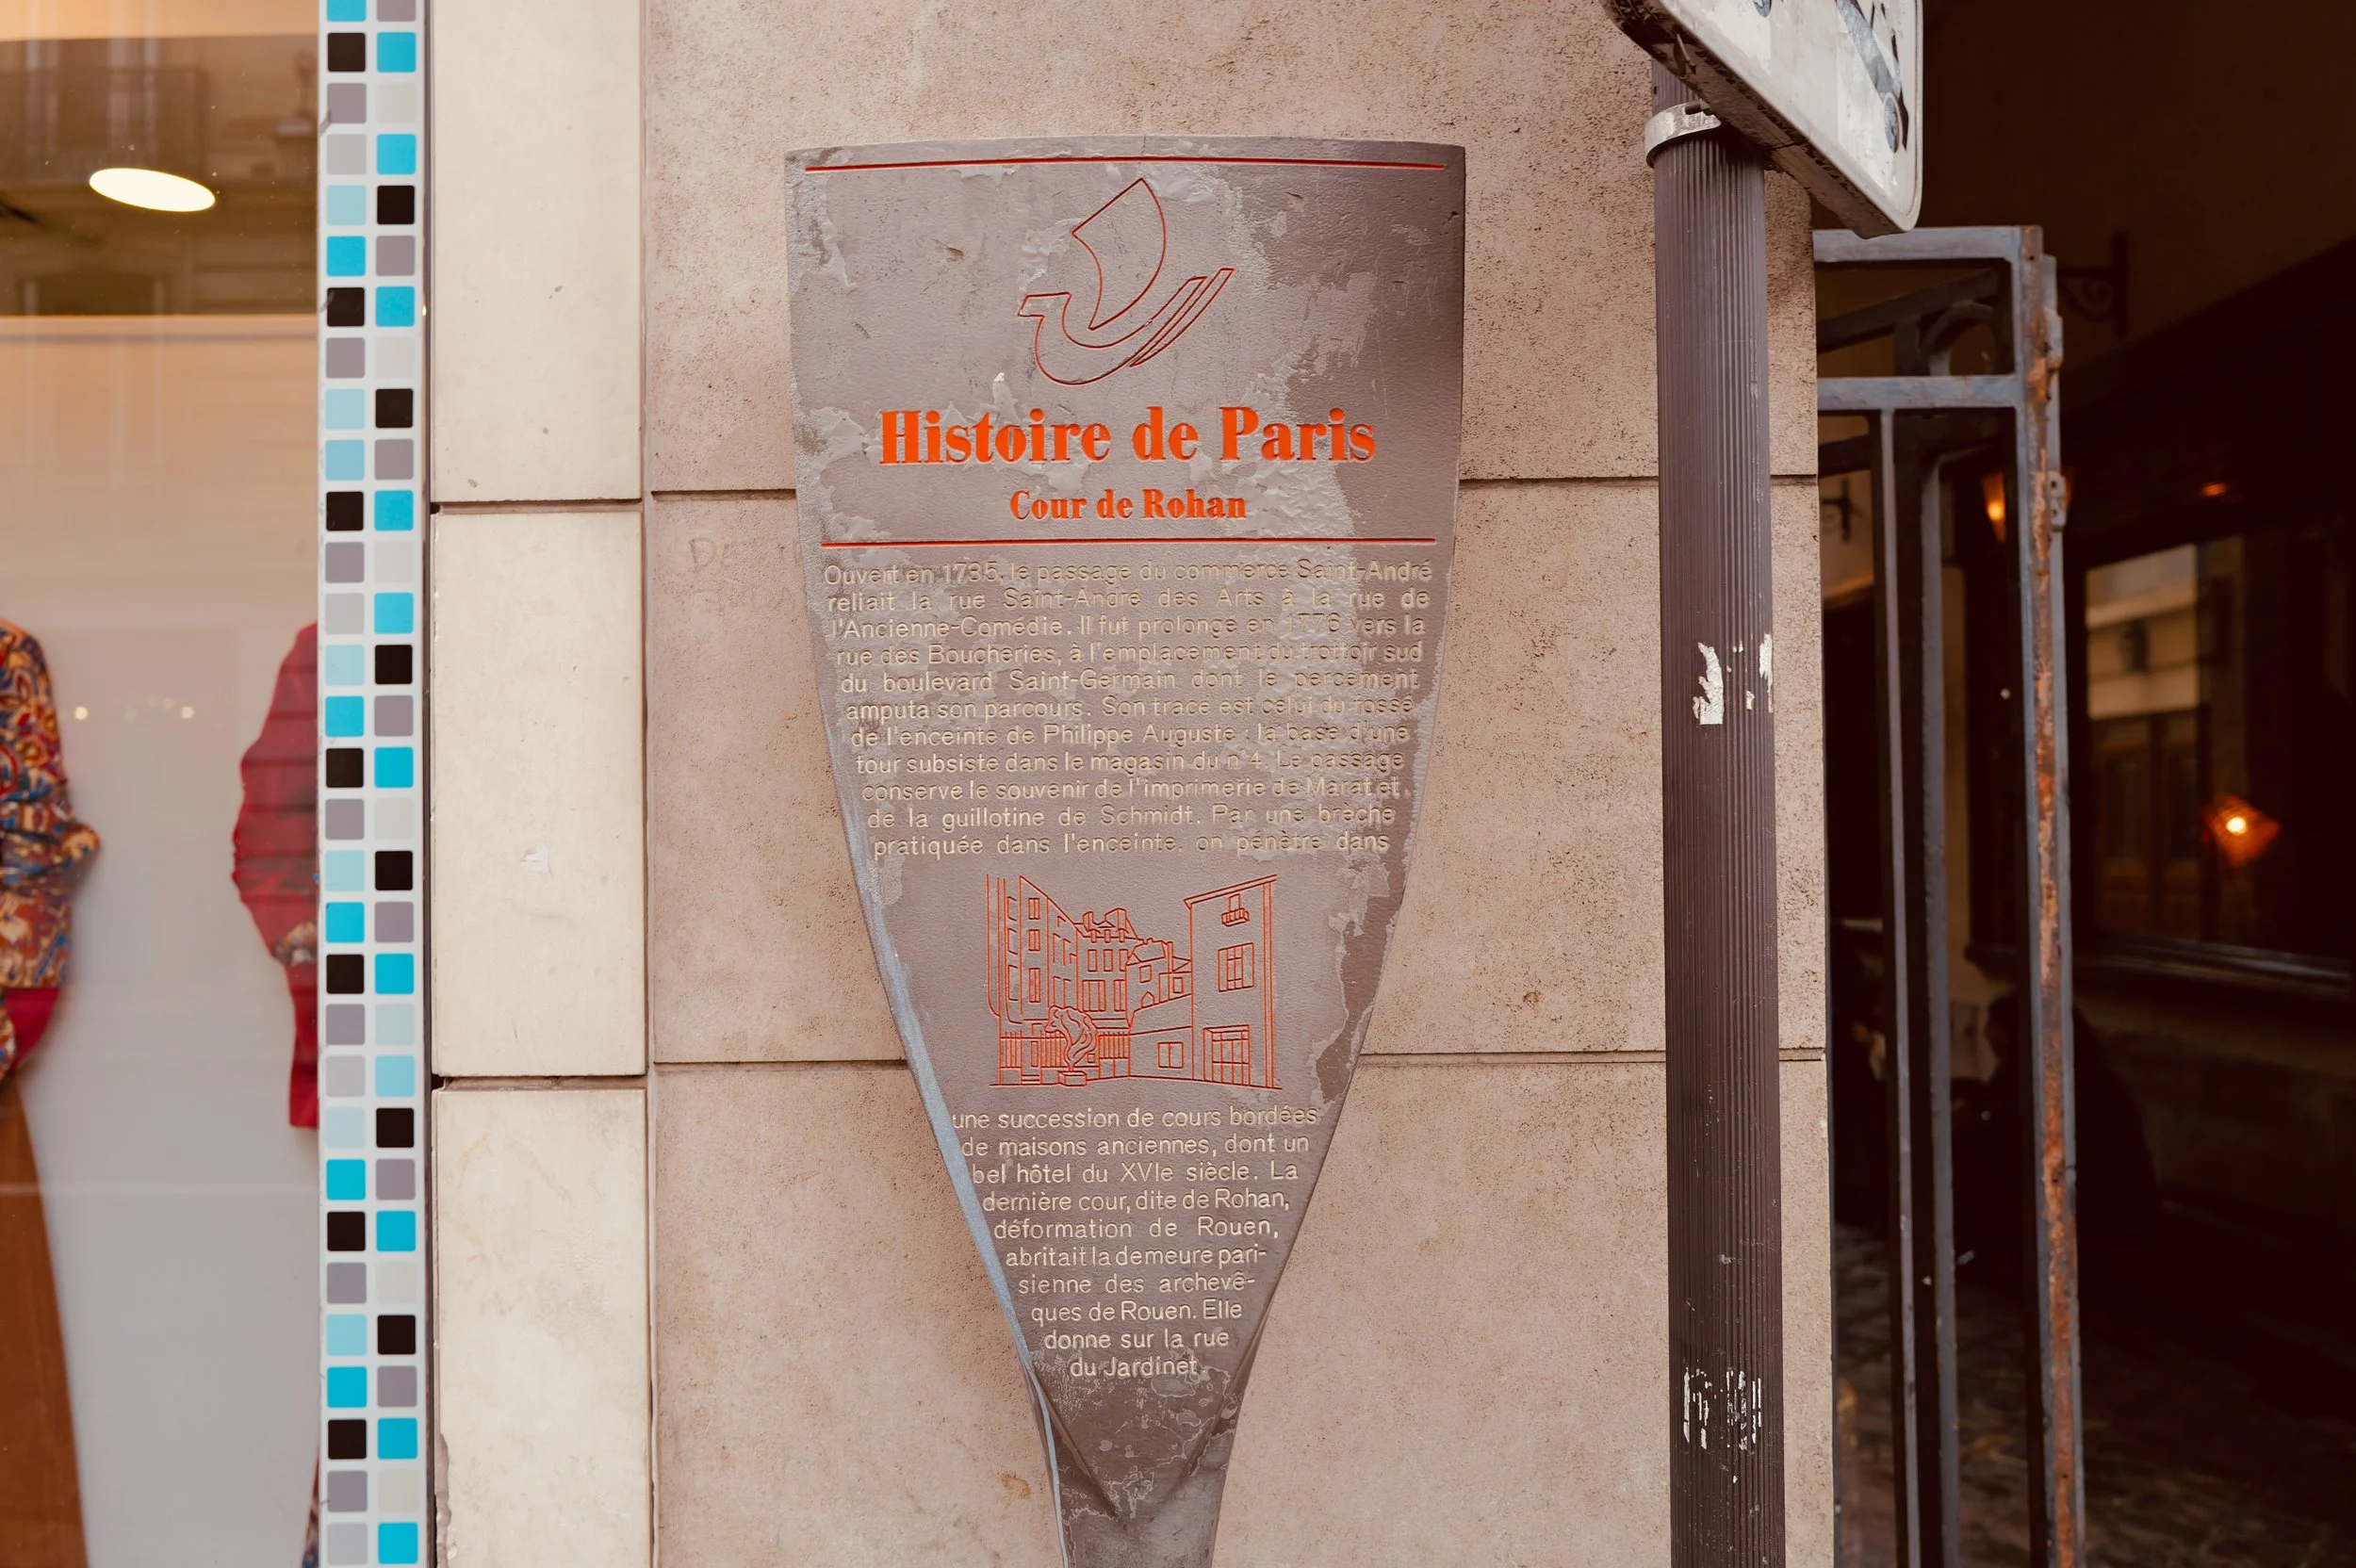 Histoire de Paris
Cour de Rohan
Ouvert en 1735, le passage du commerce Saint-André
reliait la rue Saint-André des Arts à la rue de
l'Ancienne-Comédie. Il fut prolongé en 1776 vers la
rue des Boucheries, à l'emplacement du trottoir sud
du boulevard Saint-Germain dont le percement
amputa son parcours. Son tracé est celui du fossé
de l'enceinte de Philippe Auguste : la base d'une
tour subsiste dans le magasin du n°4. Le passage
conserve le souvenir de l'imprimerie de Marat et
de la guillotine de Schmidt. Par une brèche
pratiquée dans l'enceinte, on pénètre dans
une succession de cours bordées
de maisons anciennes, dont un
bel hôtel du XVIe siècle. La
dernière cour, dite de Rohan,
déformation de Rouen,
abritait la demeure pari-
sienne des archevê-
ques de Rouen. Elle
donne sur la rue
du Jardinet.